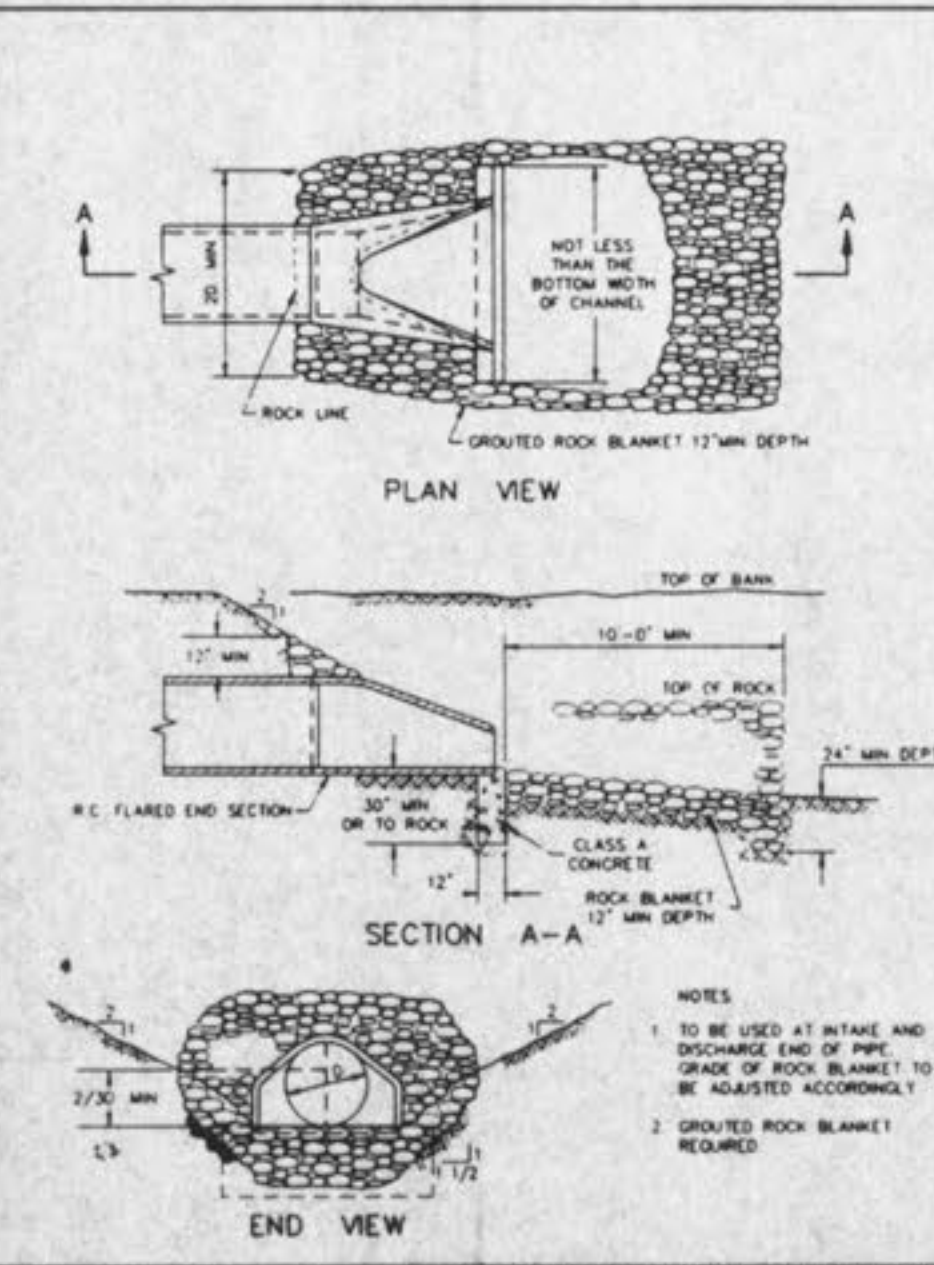 A
A
2D MIN
NOT LESS
THAN THE
BOTTOM WIDTH
OF CHANNEL
ROCK LINE
GROUTED ROCK BLANKET 12" MIN DEPTH
PLAN VIEW
TOP OF BANK
2
1
10'-0" MIN
12" MIN
TOP OF ROCK
24" MIN DEP
R.C. FLARED END SECTION
30" MIN
OR TO ROCK
CLASS A
CONCRETE
12"
ROCK BLANKET
12" MIN DEPTH
SECTION A-A
2
1
2
1
D
2/3D MIN
1
1 1/2
END VIEW
NOTES
1 TO BE USED AT INTAKE AND
DISCHARGE END OF PIPE.
GRADE OF ROCK BLANKET TO
BE ADJUSTED ACCORDINGLY
2 GROUTED ROCK BLANKET
REQUIRED